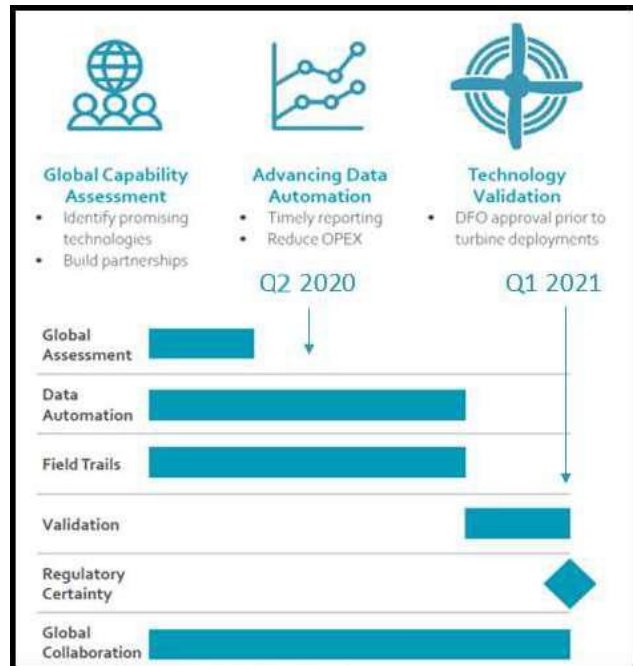 Global Capability
Assessment
• Identify promising
technologies
• Build partnerships
Advancing Data
Automation
• Timely reporting
• Reduce OPEX
Technology
Validation
• DFO approval prior to
turbine deployments
Q2 2020
Q1 2021
Global
Assessment
Data
Automation
Field Trails
Validation
Regulatory
Certainty
Global
Collaboration